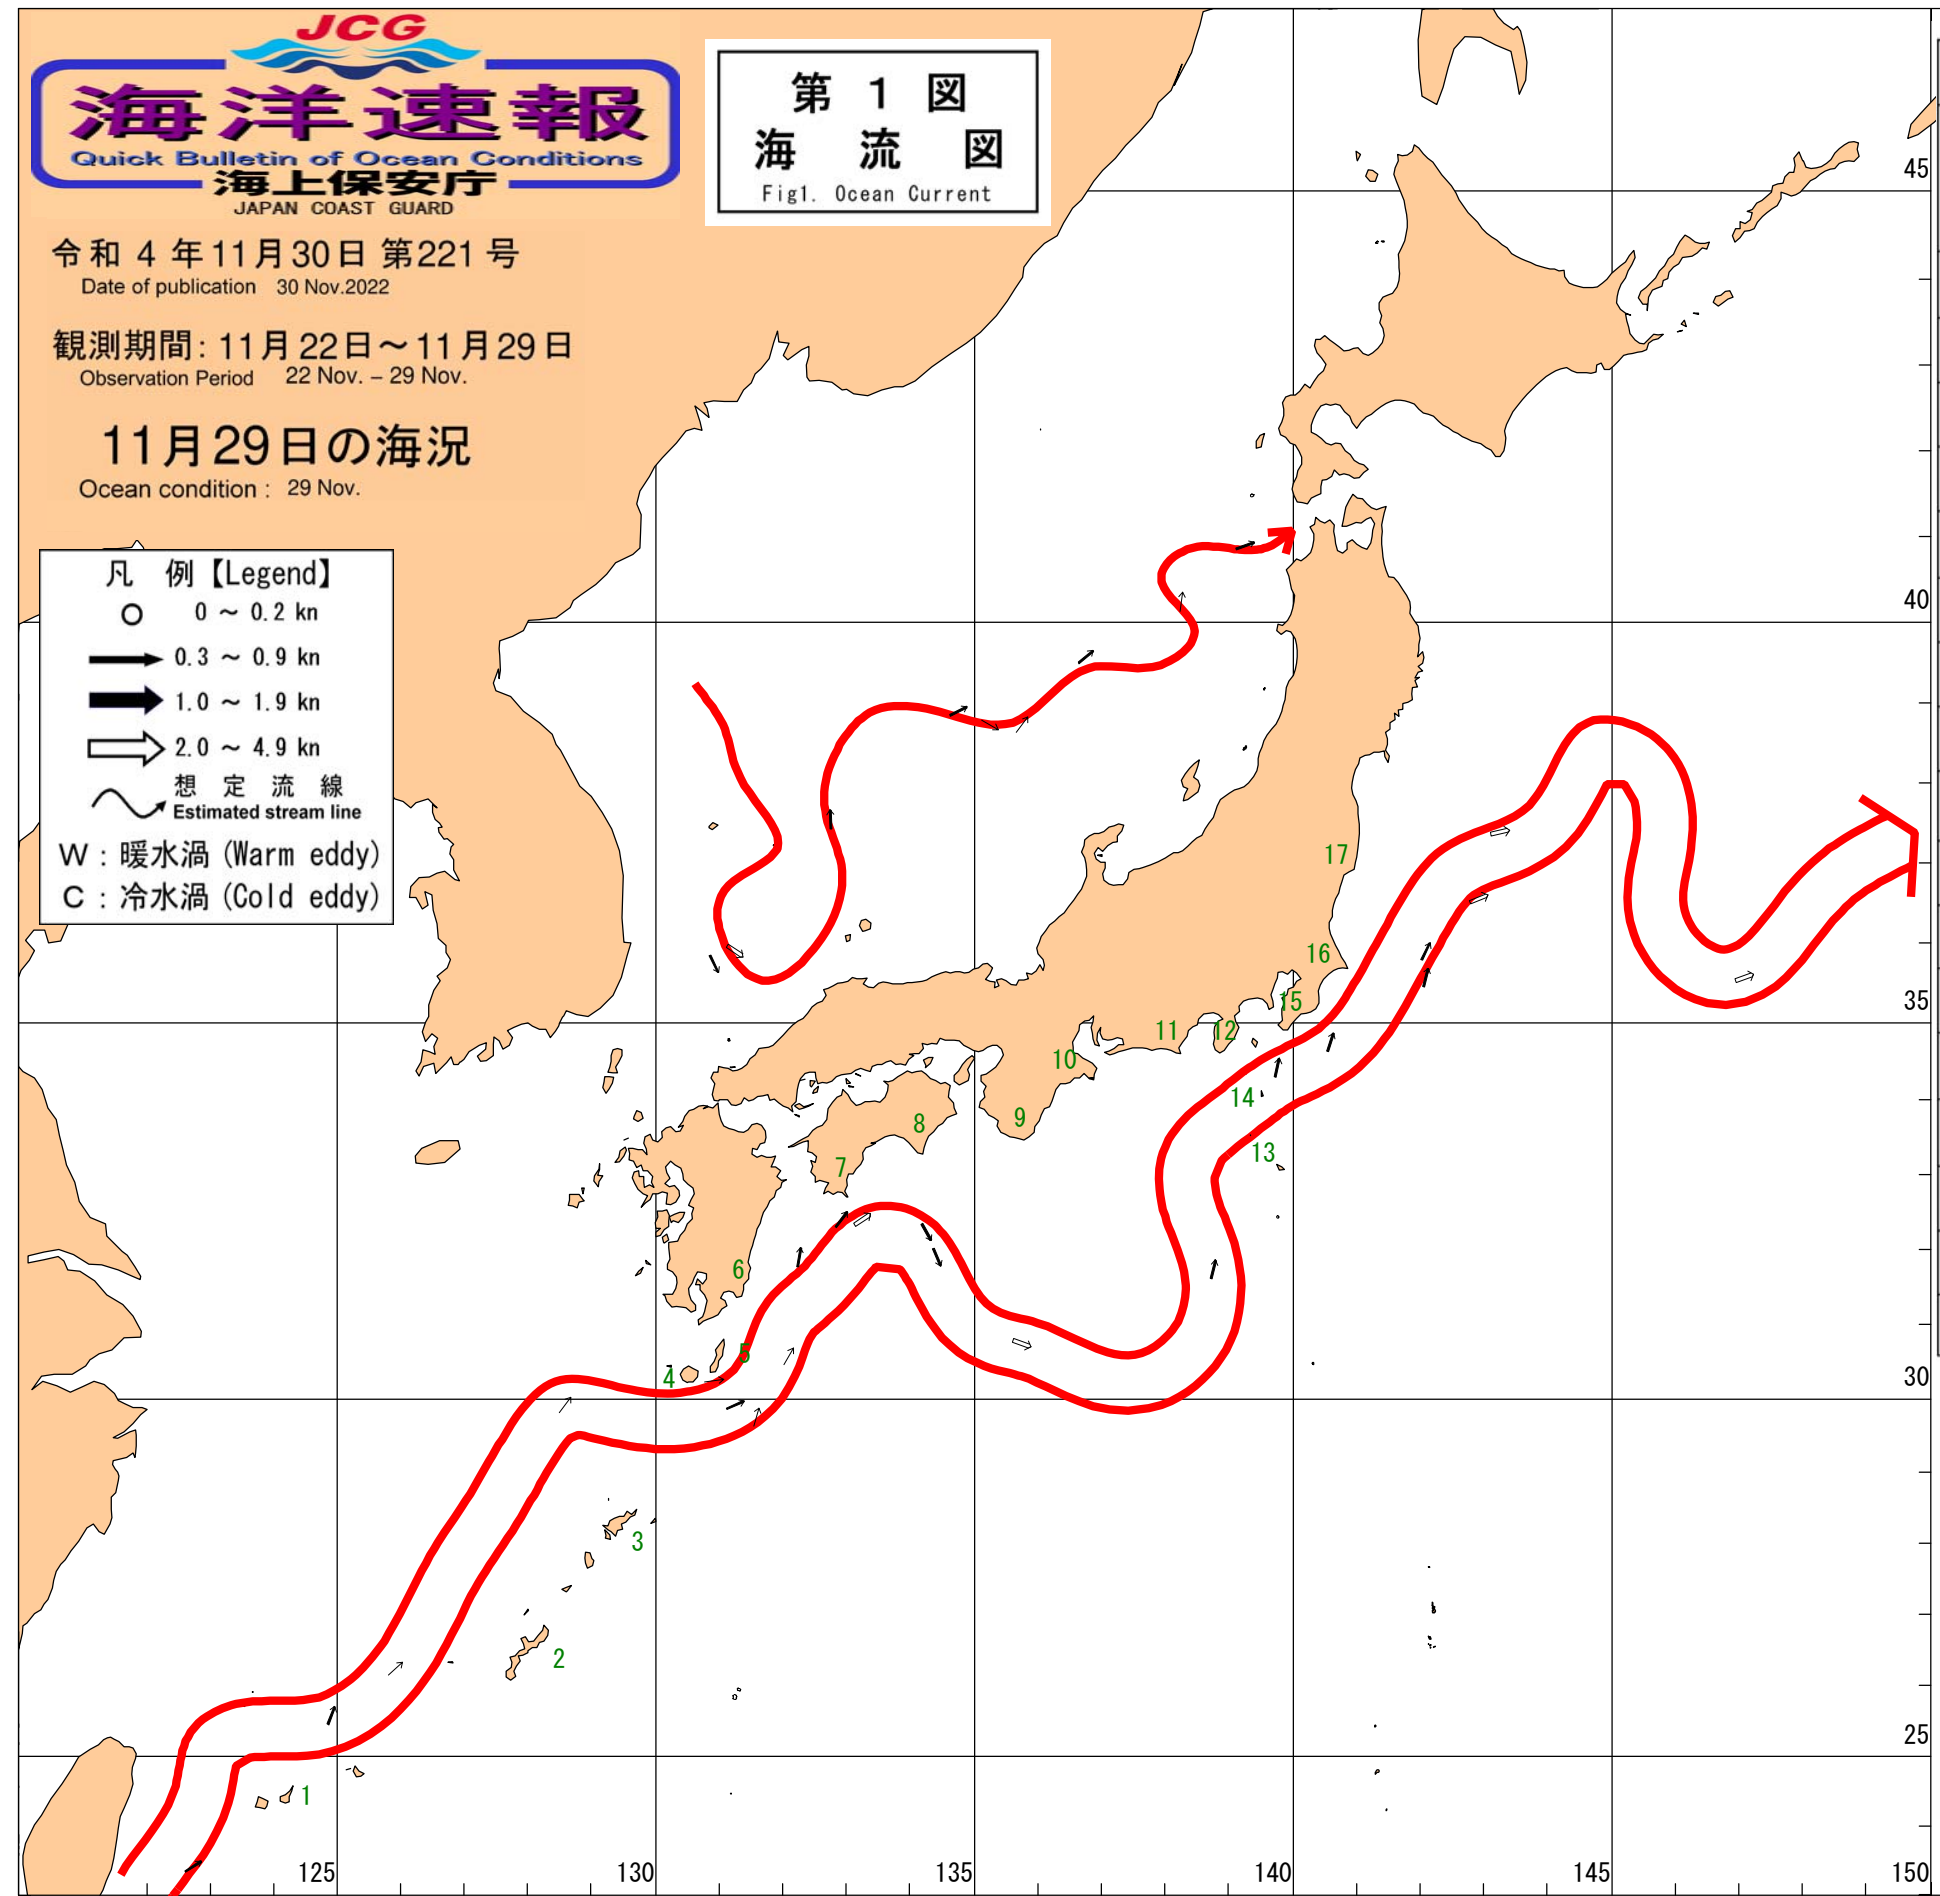 JCG
海洋速報
Quick Bulletin of Ocean Conditions
海上保安庁
JAPAN COAST GUARD
令和 4 年11月30日 第221 号
Date of publication 30 Nov.2022
観測期間: 11月22日～11月29日
Observation Period 22 Nov. – 29 Nov.
11月29日の海況
Ocean condition : 29 Nov.
第 1 図
海 流 図
Fig1. Ocean Current
凡 例【Legend】
0 ～ 0.2 kn
0.3 ～ 0.9 kn
1.0 ～ 1.9 kn
2.0 ～ 4.9 kn
想 定 流 線
Estimated stream line
W : 暖水渦 (Warm eddy)
C : 冷水渦 (Cold eddy)
45
40
17
16
35
15
12
11
10
14
9
8
13
7
6
5
4
30
3
2
25
1
125
130
135
140
145
150